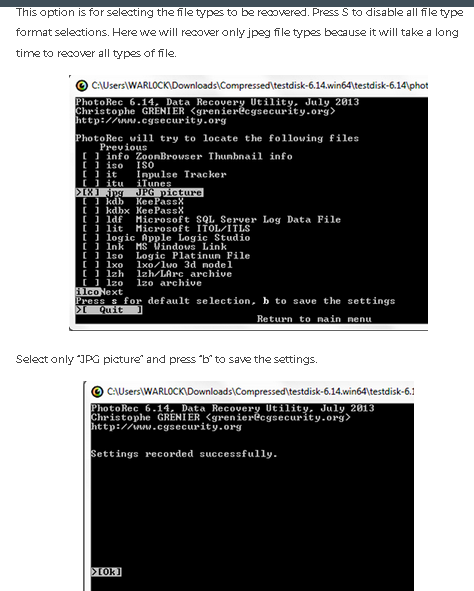 This option is for selecting the file types to be recovered. Press S to disable all file type
format selections. Here we will recover only jpeg file types because it will take a long
time to recover all types of file.
C:\Users\WARLOCK\Downloads\Compressed\testdisk-6.14.win64\testdisk-6.14\phot
PhotoRec 6.14, Data Recovery Utility, July 2013
Christophe GRENIER <grenier@cgsecurity.org>
http://www.cgsecurity.org
PhotoRec will try to locate the following files
Previous
[ ] info ZoomBrowser Thumbnail info
[ ] iso ISO
[ ] it Impulse Tracker
[ ] itu iTunes
>[X] jpg JPG picture
[ ] kdb KeePassX
[ ] kdbx KeePassX
[ ] ldf Microsoft SQL Server Log Data File
[ ] lit Microsoft ITOL/ITLS
[ ] logic Apple Logic Studio
[ ] lnk MS Windows Link
[ ] lso Logic Platinum File
[ ] lxo lxo/lwo 3d model
[ ] lzh lzh/LArc archive
[ ] lzo lzo archive
Next
Press s for default selection, b to save the settings
>[ Quit ]
Return to main menu
Select only "JPG picture" and press "b" to save the settings.
C:\Users\WARLOCK\Downloads\Compressed\testdisk-6.14.win64\testdisk-6.1
PhotoRec 6.14, Data Recovery Utility, July 2013
Christophe GRENIER <grenier@cgsecurity.org>
http://www.cgsecurity.org
Settings recorded successfully.
>[Ok]